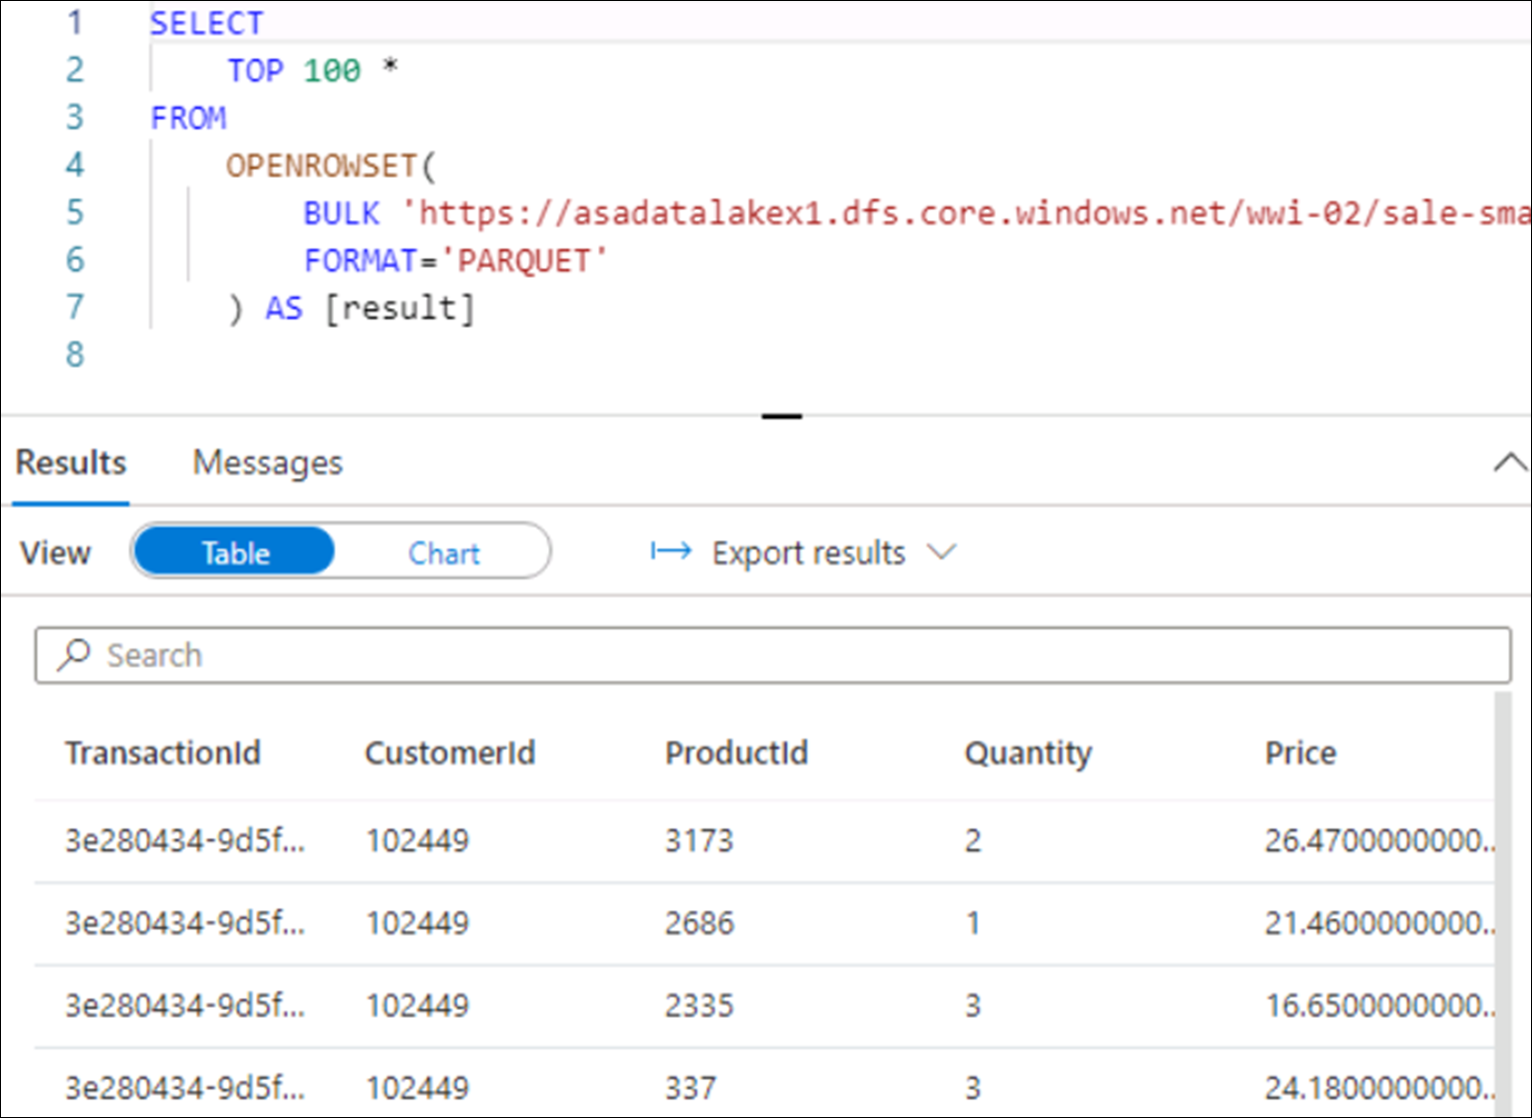 1 SELECT
2 TOP 100 *
3 FROM
4 OPENROWSET(
5 BULK 'https://asadatalakex1.dfs.core.windows.net/wwi-02/sale-sma
6 FORMAT='PARQUET'
7 ) AS [result]
8
Results Messages
View Table Chart Export results
Search
TransactionId CustomerId ProductId Quantity Price
3e280434-9d5f... 102449 3173 2 26.4700000000..
3e280434-9d5f... 102449 2686 1 21.4600000000..
3e280434-9d5f... 102449 2335 3 16.6500000000..
3e280434-9d5f... 102449 337 3 24.1800000000..